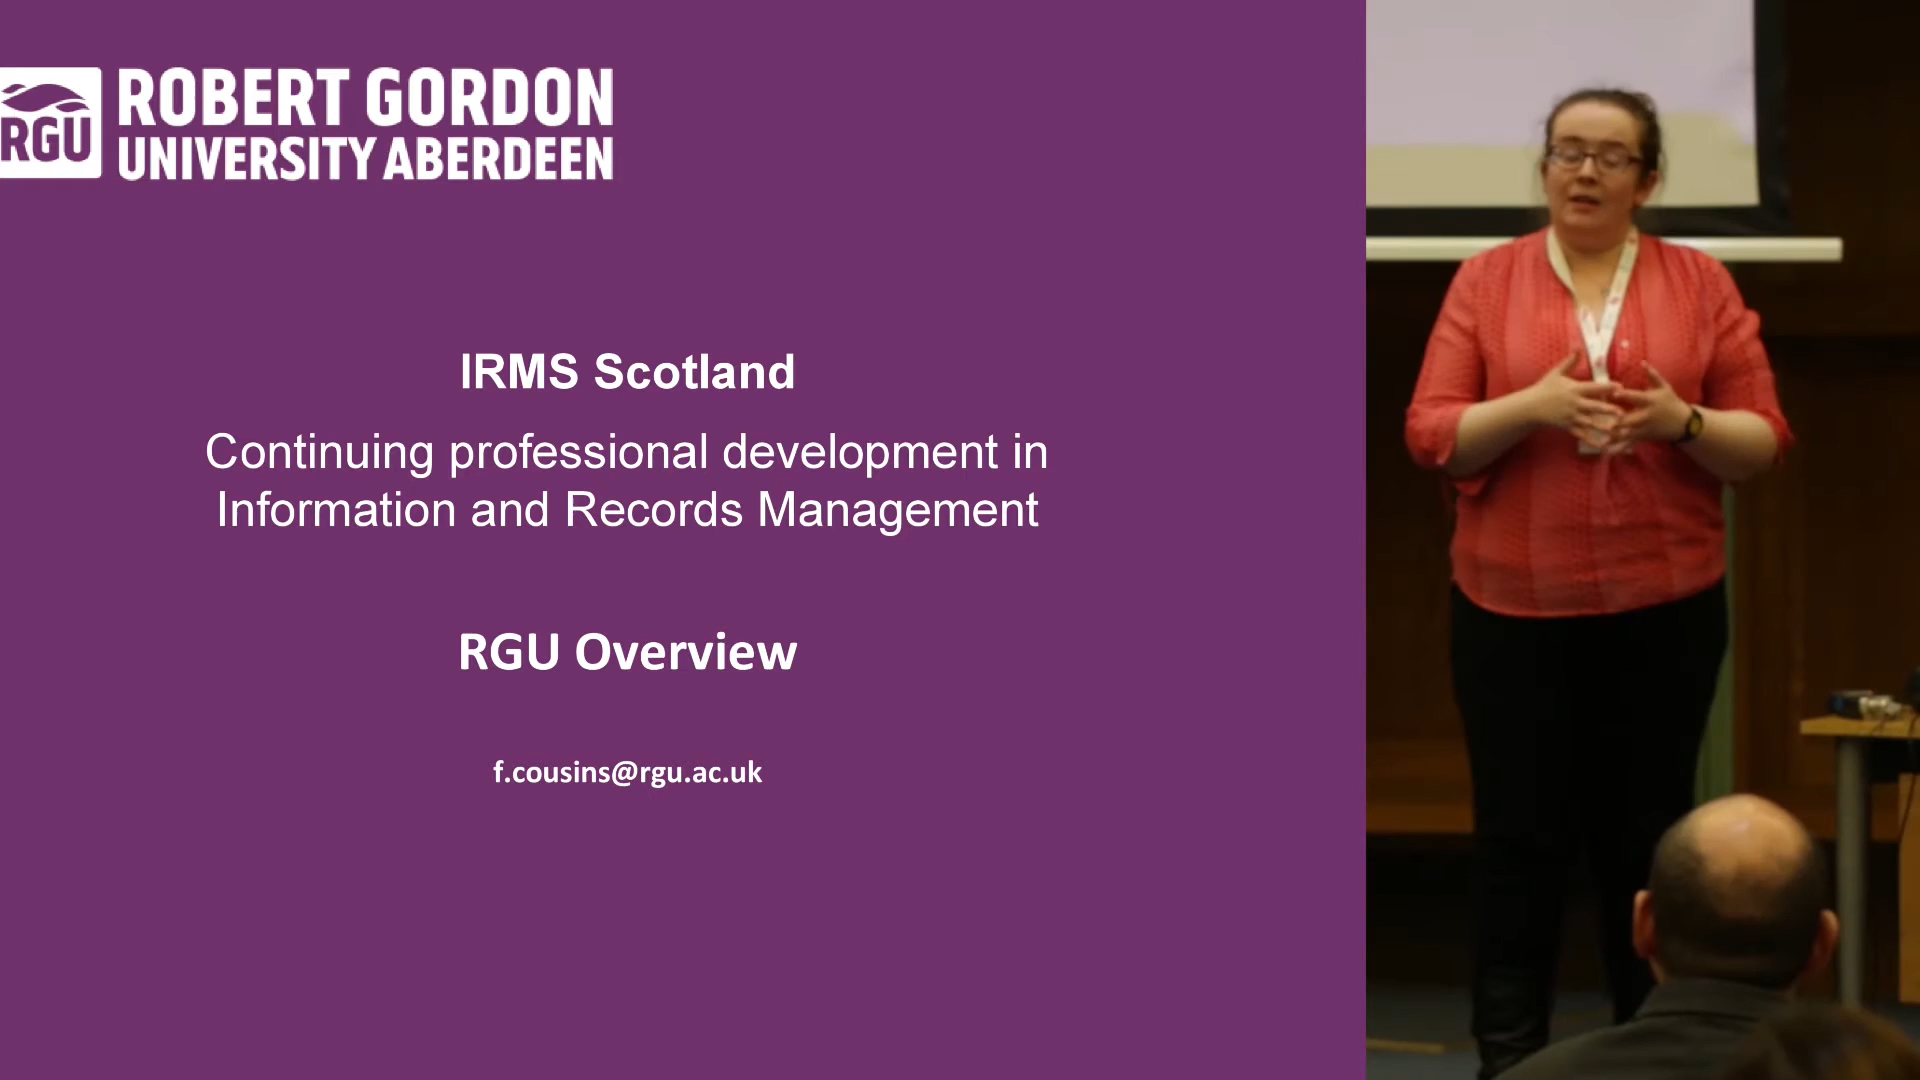 RGU
ROBERT GORDON
UNIVERSITY ABERDEEN
IRMS Scotland
Continuing professional development in
Information and Records Management
RGU Overview
f.cousins@rgu.ac.uk